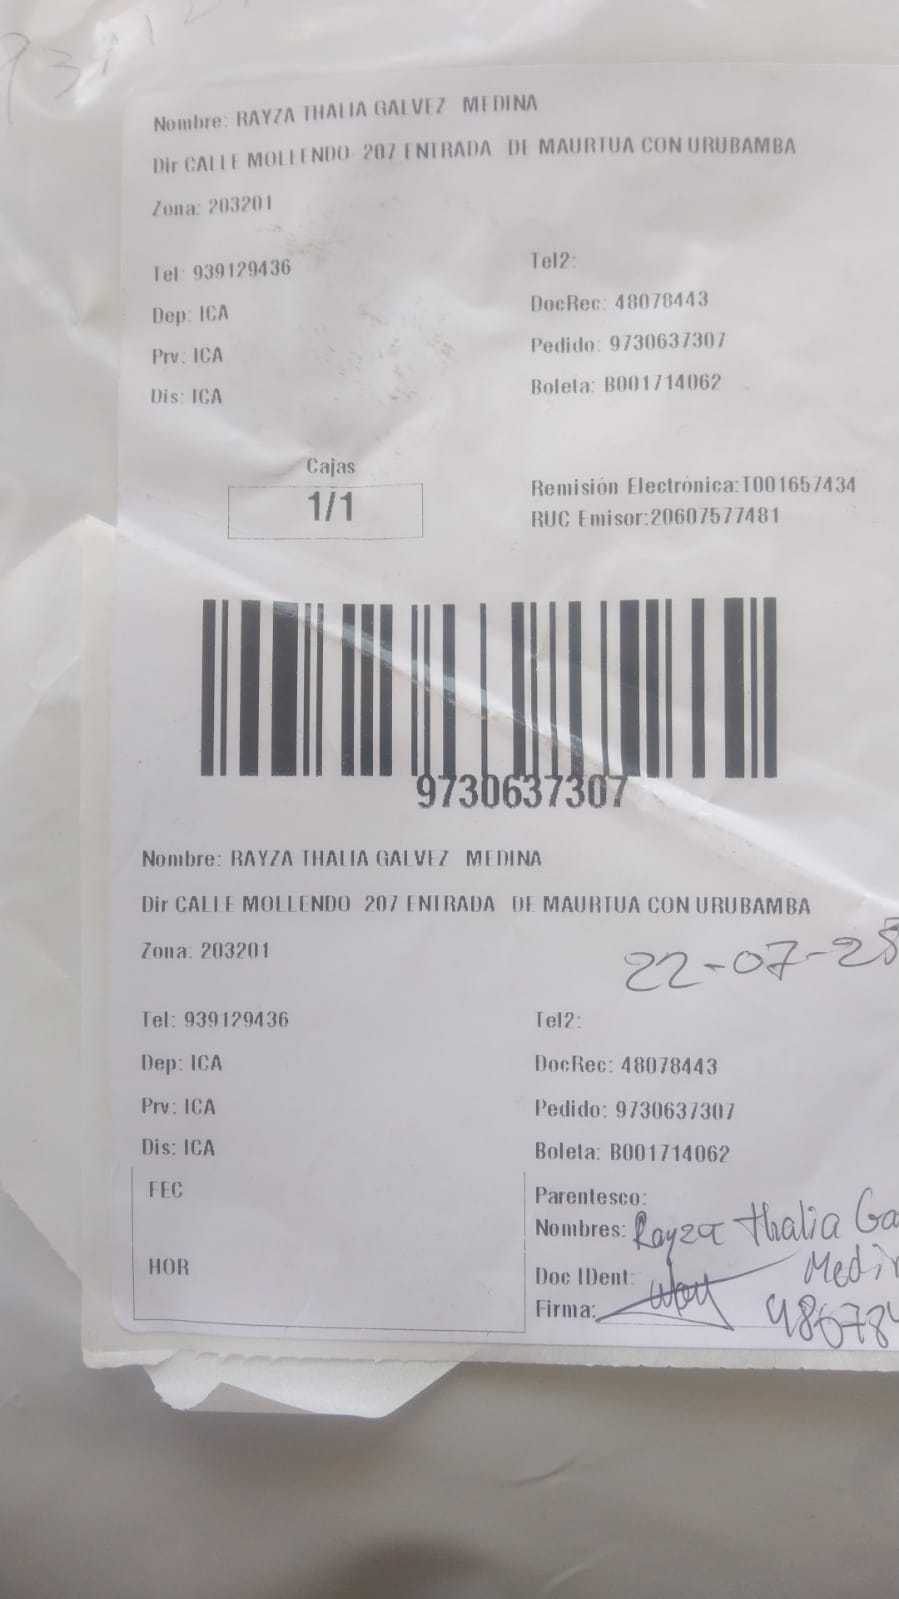 Nombre: RAYZA THALIA GALVEZ MEDINA
Dir CALLE MOLLENDO 207 ENTRADA DE MAURTUA CON URUBAMBA
Zona: 203201
Tel: 939129436 Tel2:
Dep: ICA DocRec: 48078443
Prv: ICA Pedido: 9730637307
Dis: ICA Boleta: B001714062
Cajas
1/1
Remisión Electrónica:T001657434
RUC Emisor:20607577481
9730637307
Nombre: RAYZA THALIA GALVEZ MEDINA
Dir CALLE MOLLENDO 207 ENTRADA DE MAURTUA CON URUBAMBA
Zona: 203201
22-07-25
Tel: 939129436 Tel2:
Dep: ICA DocRec: 48078443
Prv: ICA Pedido: 9730637307
Dis: ICA Boleta: B001714062
FEC
Parentesco:
Nombres: Rayza thalia Ga
Medi
HOR
Doc IDent:
Firma: